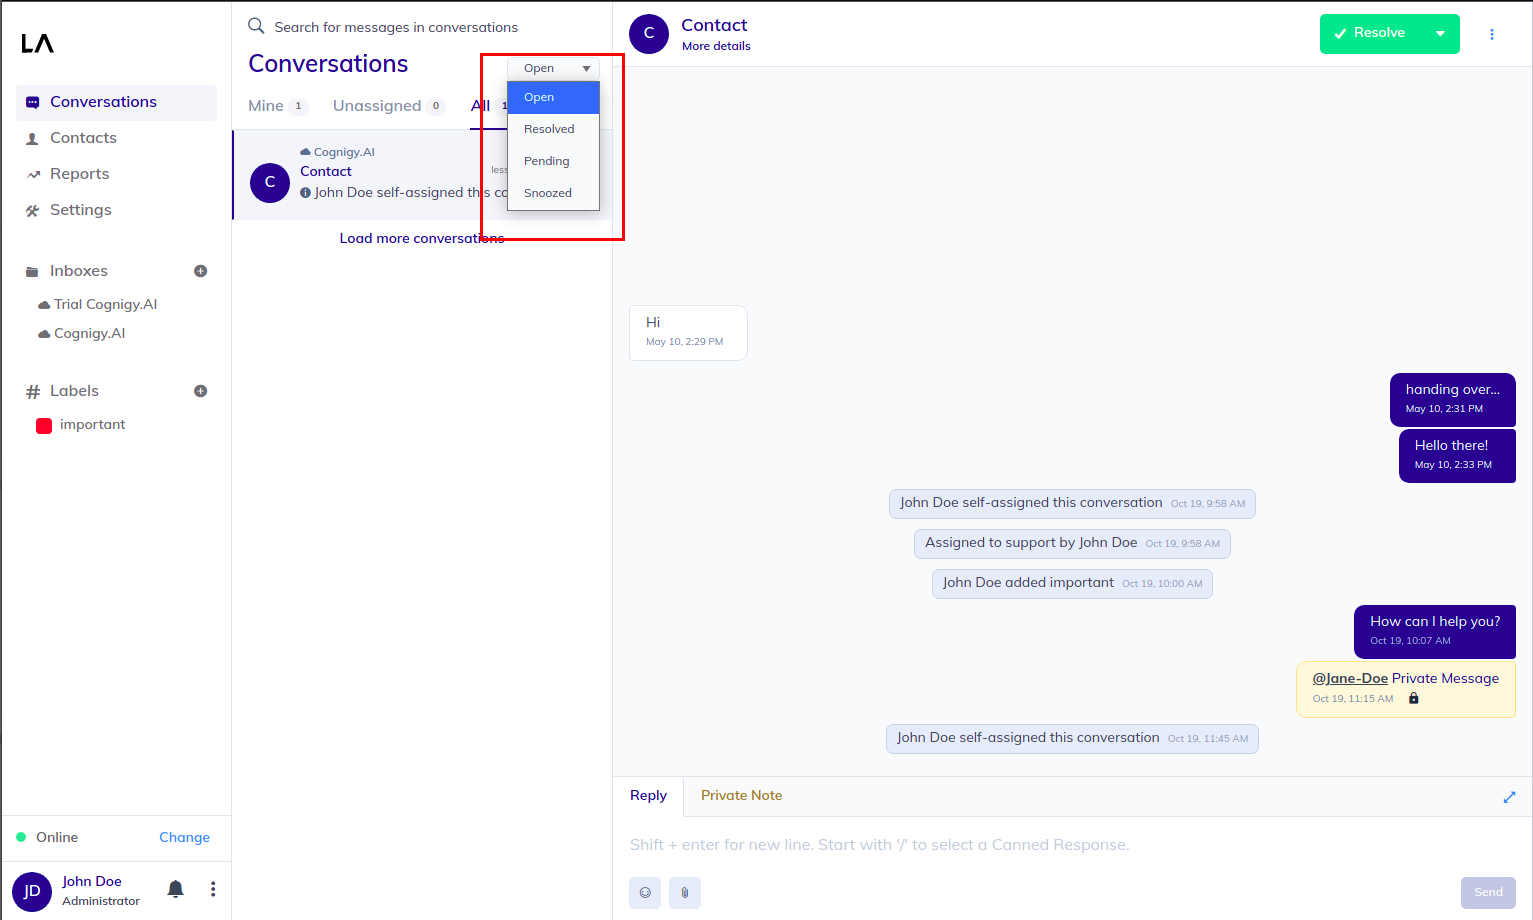 LA
Conversations
Contacts
Reports
Settings
Inboxes
Trial Cognigy.AI
Cognigy.AI
Labels
important
Online Change
JD John Doe
Administrator
Search for messages in conversations
Conversations
Open
Mine 1 Unassigned 0 All 1
Open
Resolved
Pending
Snoozed
Cognigy.AI
C Contact
less
John Doe self-assigned this co
Load more conversations
C Contact
More details
Resolve
Hi
May 10, 2:29 PM
handing over...
May 10, 2:31 PM
Hello there!
May 10, 2:33 PM
John Doe self-assigned this conversation Oct 19, 9:58 AM
Assigned to support by John Doe Oct 19, 9:58 AM
John Doe added important Oct 19, 10:00 AM
How can I help you?
Oct 19, 10:07 AM
@Jane-Doe Private Message
Oct 19, 11:15 AM
John Doe self-assigned this conversation Oct 19, 11:45 AM
Reply Private Note
Shift + enter for new line. Start with '/' to select a Canned Response.
Send